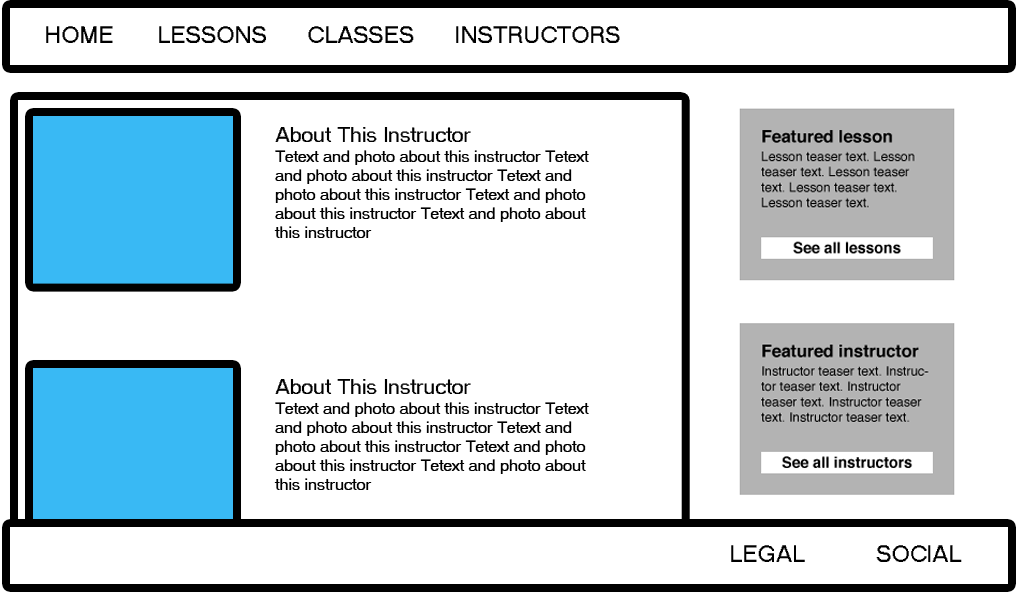 HOME LESSONS CLASSES INSTRUCTORS
About This Instructor
Tetext and photo about this instructor Tetext
and photo about this instructor Tetext and
photo about this instructor Tetext and photo
about this instructor Tetext and photo about
this instructor
About This Instructor
Tetext and photo about this instructor Tetext
and photo about this instructor Tetext and
photo about this instructor Tetext and photo
about this instructor Tetext and photo about
this instructor
Featured lesson
Lesson teaser text. Lesson
teaser text. Lesson teaser
text. Lesson teaser text.
Lesson teaser text.
See all lessons
Featured instructor
Instructor teaser text. Instruc-
tor teaser text. Instructor
teaser text. Instructor teaser
text. Instructor teaser text.
See all instructors
LEGAL SOCIAL